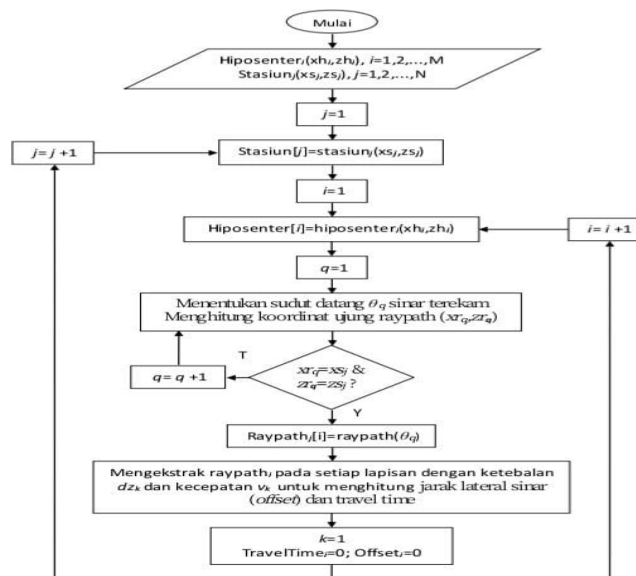 Mulai
Hiposenterᵢ(xhᵢ,zhᵢ), i=1,2,...,M
Stasiunⱼ(xsⱼ,zsⱼ), j=1,2,...,N
j=1
j= j +1
Stasiun[j]=stasiunⱼ(xsⱼ,zsⱼ)
i=1
Hiposenter[i]=hiposenterᵢ(xhᵢ,zhᵢ)
i= i +1
q=1
Menentukan sudut datang θq sinar terekam
Menghitung koordinat ujung raypath (xrq,zrq)
T
q= q +1
xrq=xsⱼ &
zrq=zsⱼ ?
Y
Raypathⱼ[i]=raypath(θq)
Mengekstrak raypathᵢ pada setiap lapisan dengan ketebalan
dzₖ dan kecepatan vₖ untuk menghitung jarak lateral sinar
(offset) dan travel time
k=1
TravelTimeᵢ=0; Offsetᵢ=0